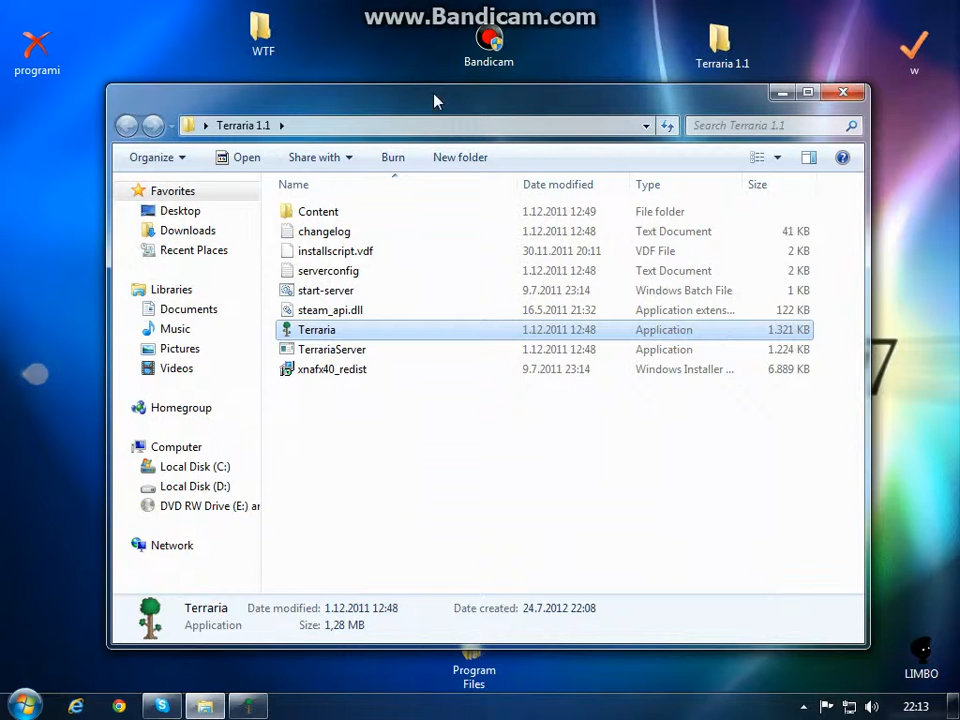 www.Bandicam.com
programi
WTF
Bandicam
Terraria 1.1
w
Terraria 1.1
Search Terraria 1.1
Organize
Open
Share with
Burn
New folder
Name
Date modified
Type
Size
Favorites
Desktop
Downloads
Recent Places
Libraries
Documents
Music
Pictures
Videos
Homegroup
Computer
Local Disk (C:)
Local Disk (D:)
DVD RW Drive (E:) ar
Network
Content 1.12.2011 12:49 File folder
changelog 1.12.2011 12:48 Text Document 41 KB
installscript.vdf 30.11.2011 20:11 VDF File 2 KB
serverconfig 1.12.2011 12:48 Text Document 2 KB
start-server 9.7.2011 23:14 Windows Batch File 1 KB
steam_api.dll 16.5.2011 21:32 Application extens... 122 KB
Terraria 1.12.2011 12:48 Application 1.321 KB
TerrariaServer 1.12.2011 12:48 Application 1.224 KB
xnafx40_redist 9.7.2011 23:14 Windows Installer ... 6.889 KB
Terraria Date modified: 1.12.2011 12:48 Date created: 24.7.2012 22:08
Application Size: 1,28 MB
7
Program
Files
LIMBO
22:13